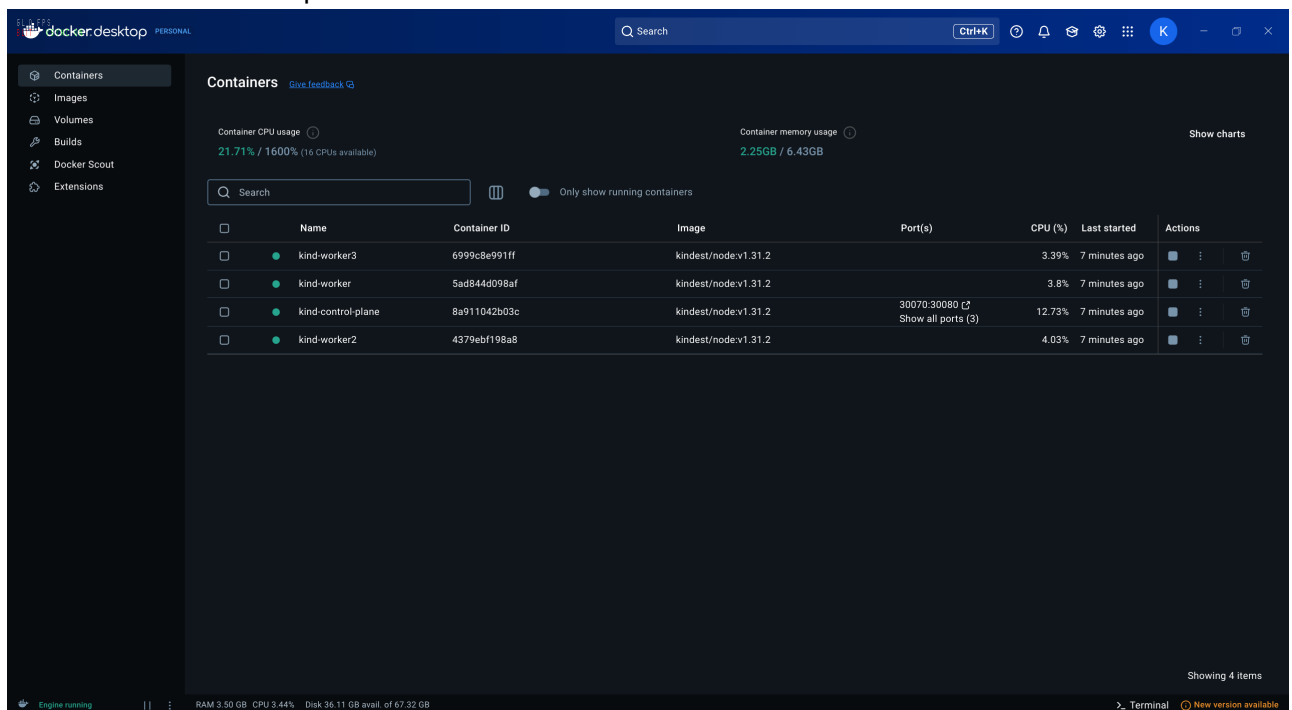 docker.desktop PERSONAL
Search
Ctrl+K
K
Containers
Images
Volumes
Builds
Docker Scout
Extensions
Containers Give feedback
Container CPU usage
21.71% / 1600% (16 CPUs available)
Container memory usage
2.25GB / 6.43GB
Show charts
Search
Only show running containers
Name Container ID Image Port(s) CPU (%) Last started Actions
kind-worker3 6999c8e991ff kindest/node:v1.31.2 3.39% 7 minutes ago
kind-worker 5ad844d098af kindest/node:v1.31.2 3.8% 7 minutes ago
kind-control-plane 8a911042b03c kindest/node:v1.31.2 30070:30080 12.73% 7 minutes ago
Show all ports (3)
kind-worker2 4379ebf198a8 kindest/node:v1.31.2 4.03% 7 minutes ago
Showing 4 items
Engine running RAM 3.50 GB CPU 3.44% Disk 36.11 GB avail. of 67.32 GB >_ Terminal New version available